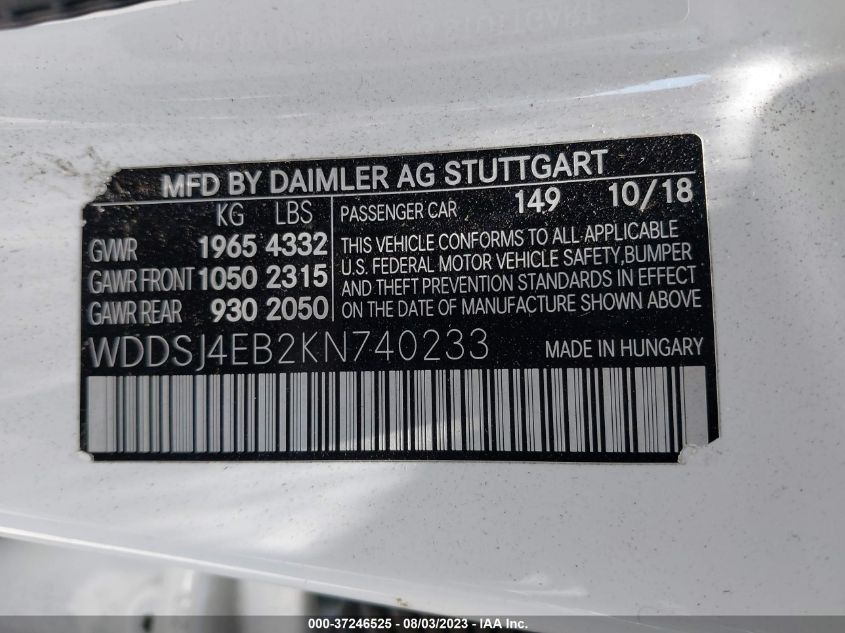 MFD BY DAIMLER AG STUTTGART
KG LBS
GVWR 1965 4332
GAWR FRONT 1050 2315
GAWR REAR 930 2050
PASSENGER CAR 149 10/18
THIS VEHICLE CONFORMS TO ALL APPLICABLE
U.S. FEDERAL MOTOR VEHICLE SAFETY,BUMPER
AND THEFT PREVENTION STANDARDS IN EFFECT
ON THE DATE OF MANUFACTURE SHOWN ABOVE
WDDSJ4EB2KN740233 MADE IN HUNGARY
000-37246525 - 08/03/2023 - IAA Inc.